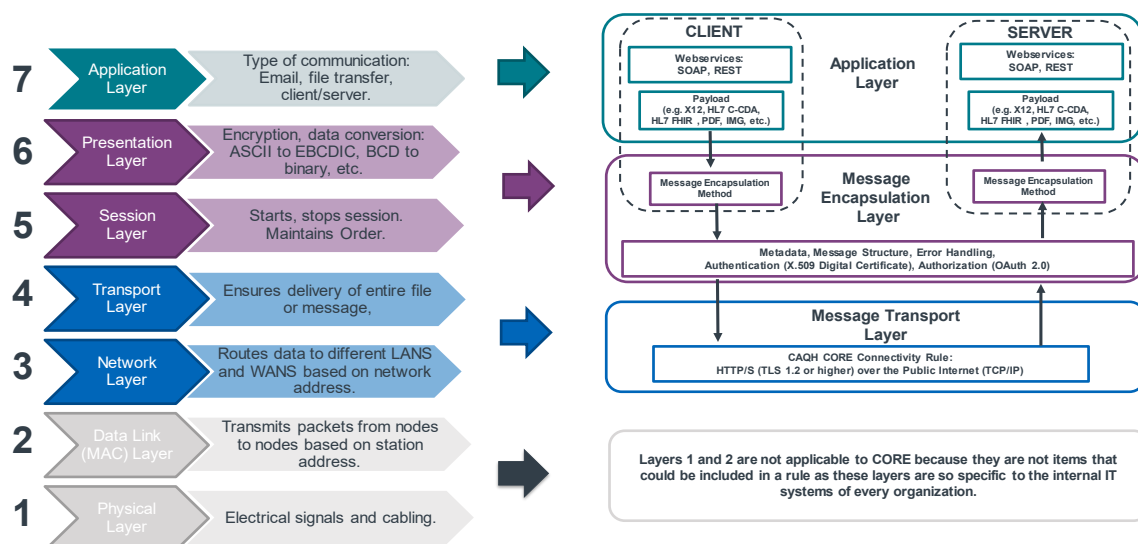 7
Application
Layer
Type of communication:
Email, file transfer,
client/server.
6
Presentation
Layer
Encryption, data conversion:
ASCII to EBCDIC, BCD to
binary, etc.
5
Session
Layer
Starts, stops session.
Maintains Order.
4
Transport
Layer
Ensures delivery of entire file
or message,
3
Network
Layer
Routes data to different LANS
and WANS based on network
address.
2
Data Link
(MAC) Layer
Transmits packets from nodes
to nodes based on station
address.
1
Physical
Layer
Electrical signals and cabling.
CLIENT
Webservices:
SOAP, REST
Payload
(e.g. X12, HL7 C-CDA,
HL7 FHIR , PDF, IMG, etc.)
Application
Layer
SERVER
Webservices:
SOAP, REST
Payload
(e.g. X12, HL7 C-CDA,
HL7 FHIR , PDF, IMG, etc.)
Message Encapsulation
Method
Message
Encapsulation
Layer
Message Encapsulation
Method
Metadata, Message Structure, Error Handling,
Authentication (X.509 Digital Certificate), Authorization (OAuth 2.0)
Message Transport
Layer
CAQH CORE Connectivity Rule:
HTTP/S (TLS 1.2 or higher) over the Public Internet (TCP/IP)
Layers 1 and 2 are not applicable to CORE because they are not items that
could be included in a rule as these layers are so specific to the internal IT
systems of every organization.